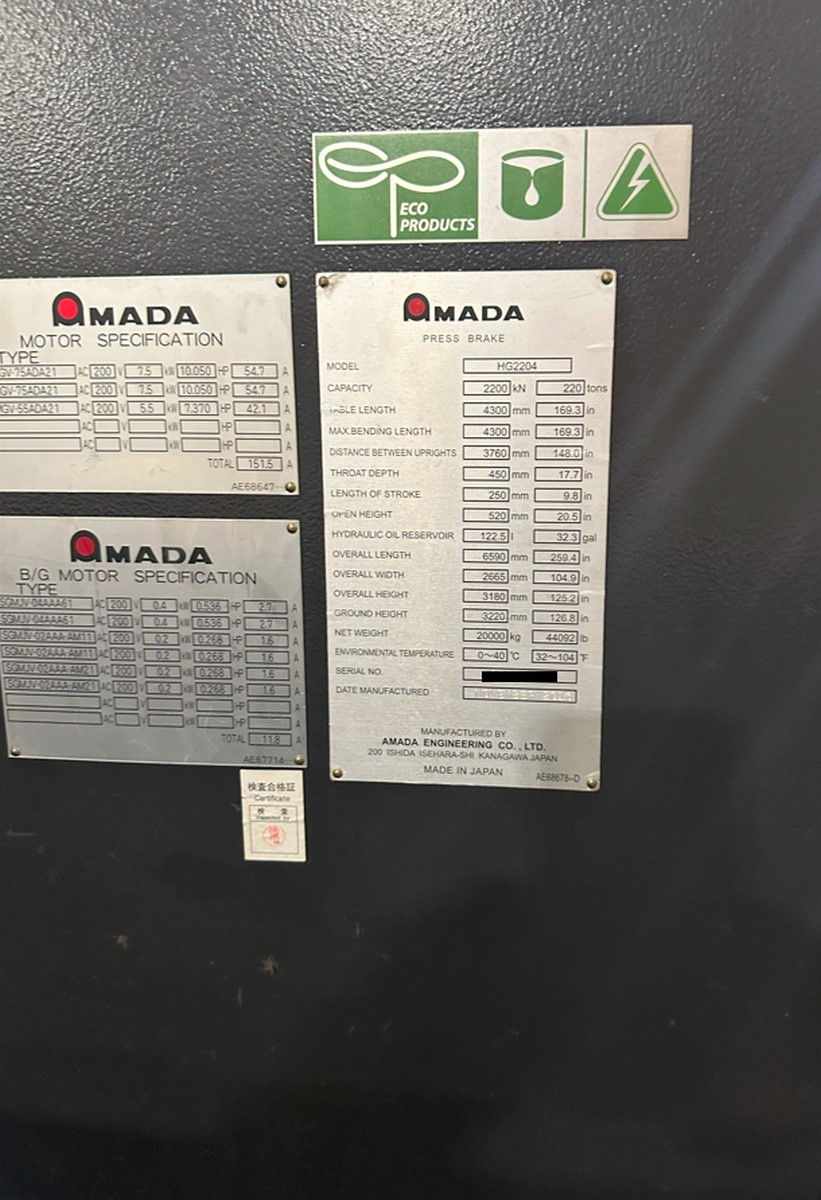 ECO
PRODUCTS
AMADA
MOTOR SPECIFICATION
TYPE
GV-75ADA21 AC 200 V 7.5 kW 10.050 HP 54.7 A
GV-75ADA21 AC 200 V 7.5 kW 10.050 HP 54.7 A
GV-55ADA21 AC 200 V 5.5 kW 7.370 HP 42.1 A
AC V kW HP A
AC V kW HP A
TOTAL 151.5 A
AE68647
AMADA
B/G MOTOR SPECIFICATION
TYPE
SGMJV-04AAA61 AC 200 V 0.4 kW 0.536 HP 2.7 A
SGMJV-04AAA61 AC 200 V 0.4 kW 0.536 HP 2.7 A
SGMJV-02AAA-AM11 AC 200 V 0.2 kW 0.268 HP 1.6 A
SGMJV-02AAA-AM11 AC 200 V 0.2 kW 0.268 HP 1.6 A
SGMJV-02AAA-AM21 AC 200 V 0.2 kW 0.268 HP 1.6 A
SGMJV-02AAA-AM21 AC 200 V 0.2 kW 0.268 HP 1.6 A
AC V kW HP A
AC V kW HP A
TOTAL 11.8 A
AE67714
検査合格証
Certificate
検 査
Inspected by
AMADA
PRESS BRAKE
MODEL HG2204
CAPACITY 2200 kN 220 tons
TABLE LENGTH 4300 mm 169.3 in
MAX.BENDING LENGTH 4300 mm 169.3 in
DISTANCE BETWEEN UPRIGHTS 3760 mm 148.0 in
THROAT DEPTH 450 mm 17.7 in
LENGTH OF STROKE 250 mm 9.8 in
OPEN HEIGHT 520 mm 20.5 in
HYDRAULIC OIL RESERVOIR 122.5 l 32.3 gal
OVERALL LENGTH 6590 mm 259.4 in
OVERALL WIDTH 2665 mm 104.9 in
OVERALL HEIGHT 3180 mm 125.2 in
GROUND HEIGHT 3220 mm 126.8 in
NET WEIGHT 20000 kg 44092 lb
ENVIRONMENTAL TEMPERATURE 0～40 ℃ 32～104 ℉
SERIAL NO.
DATE MANUFACTURED
MANUFACTURED BY
AMADA ENGINEERING CO., LTD.
200 ISHIDA ISEHARA-SHI KANAGAWA JAPAN
MADE IN JAPAN
AE68678-D